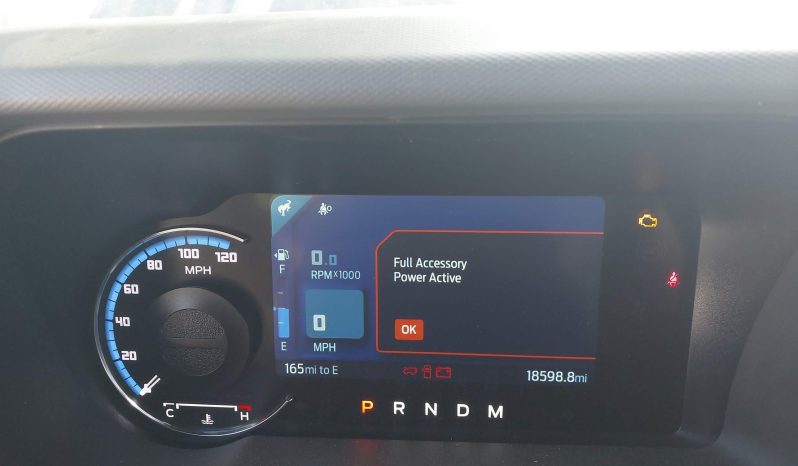 120
100
80
MPH
60
40
20
C
H
F
E
0.0
RPM×1000
0
MPH
Full Accessory
Power Active
OK
165mi to E
18598.8mi
P R N D M